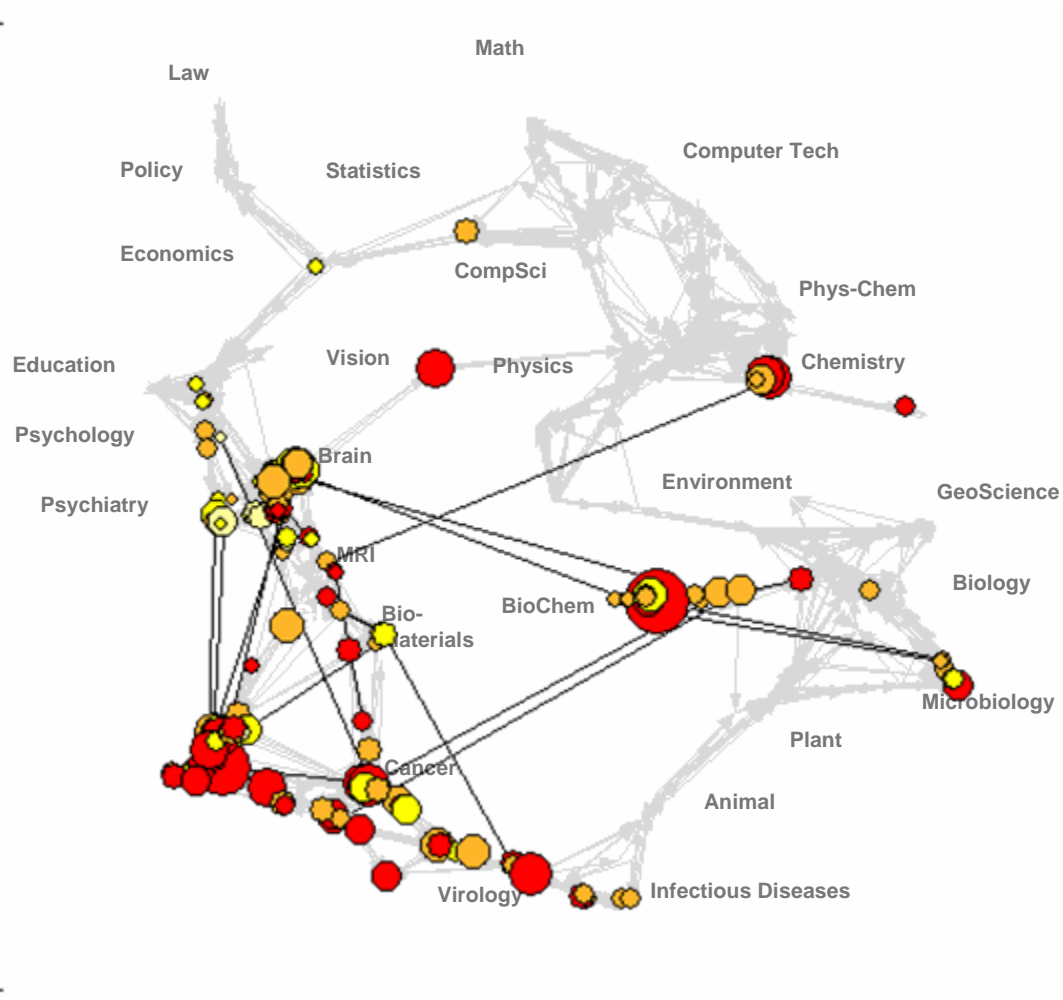 Math
Law
Computer Tech
Policy
Statistics
Economics
CompSci
Phys-Chem
Education
Vision
Physics
Chemistry
Psychology
Brain
Environment
GeoScience
Psychiatry
MRI
Biology
BioChem
Bio-
materials
Microbiology
Plant
Cancer
Animal
Virology
Infectious Diseases